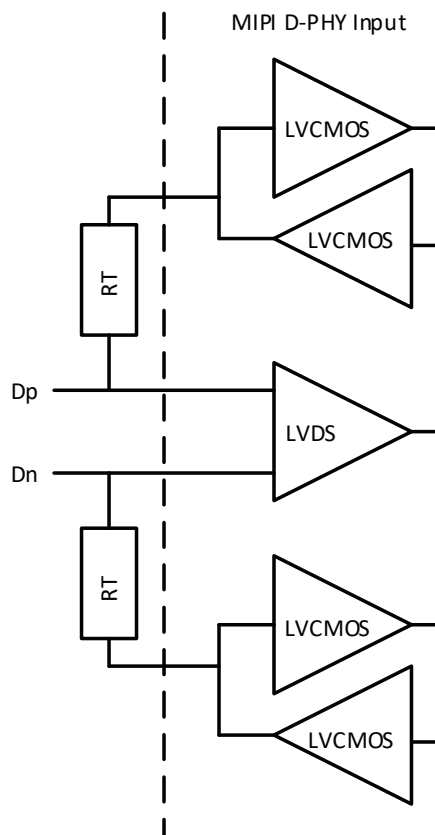 MIPI D-PHY Input
LVCMOS
LVCMOS
RT
Dp
LVDS
Dn
RT
LVCMOS
LVCMOS